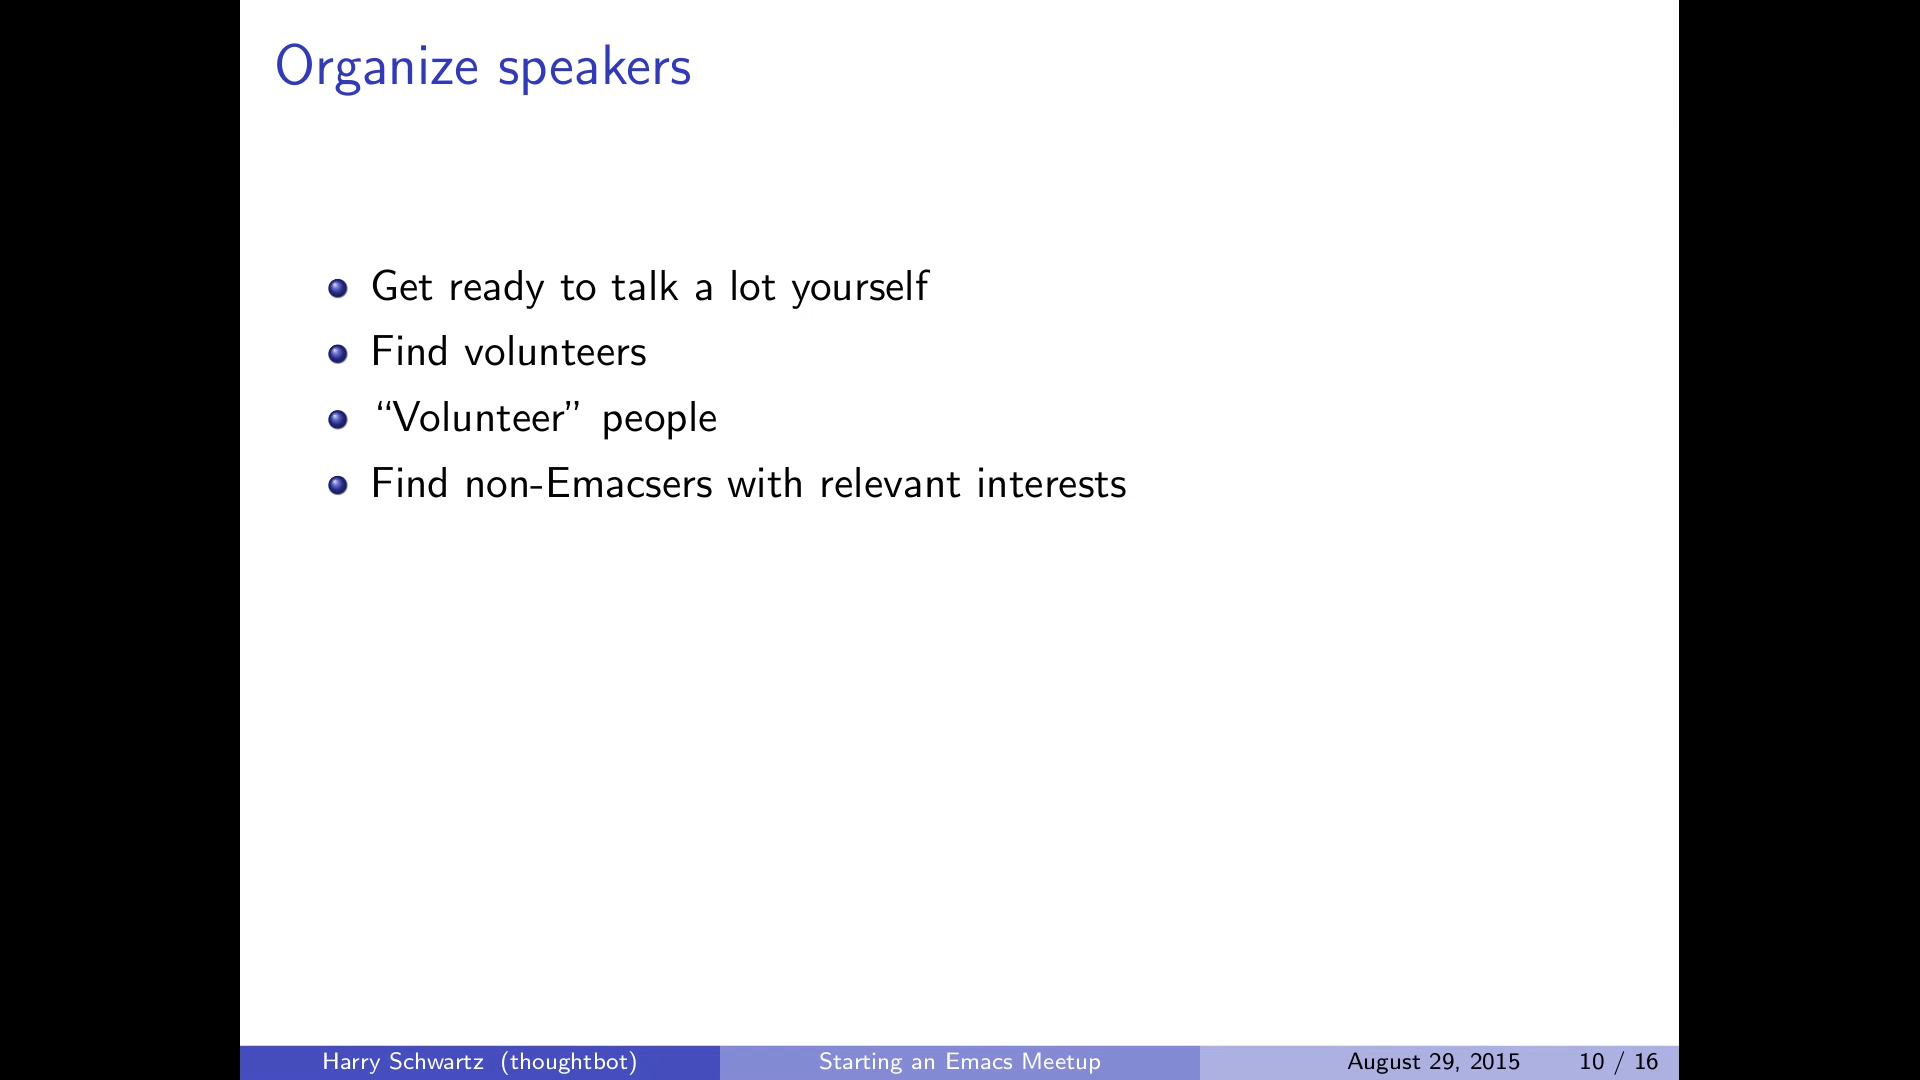 Organize speakers
Get ready to talk a lot yourself
Find volunteers
“Volunteer” people
Find non-Emacsers with relevant interests
Harry Schwartz (thoughtbot) Starting an Emacs Meetup August 29, 2015 10 / 16